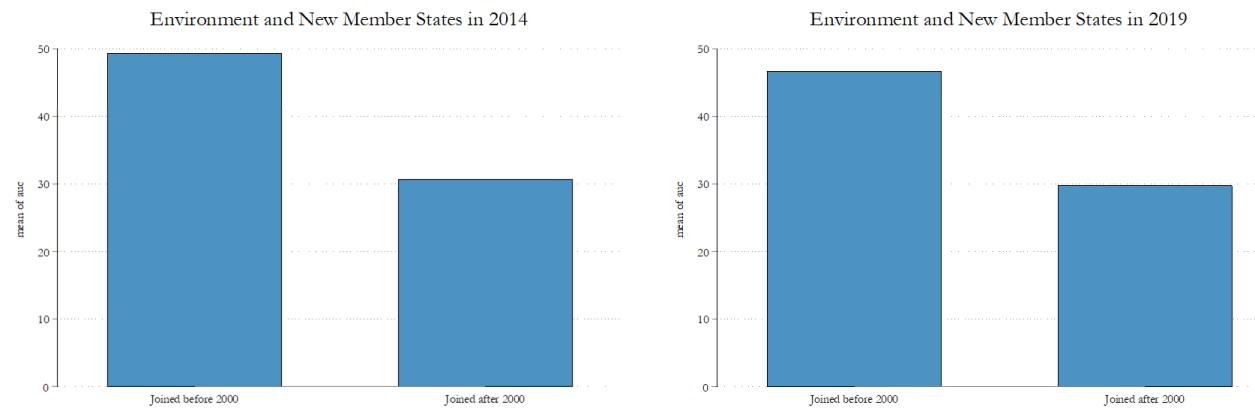 Environment and New Member States in 2014
50
40
30
20
10
0
mean of auc
Joined before 2000
Joined after 2000
Environment and New Member States in 2019
50
40
30
20
10
0
mean of auc
Joined before 2000
Joined after 2000